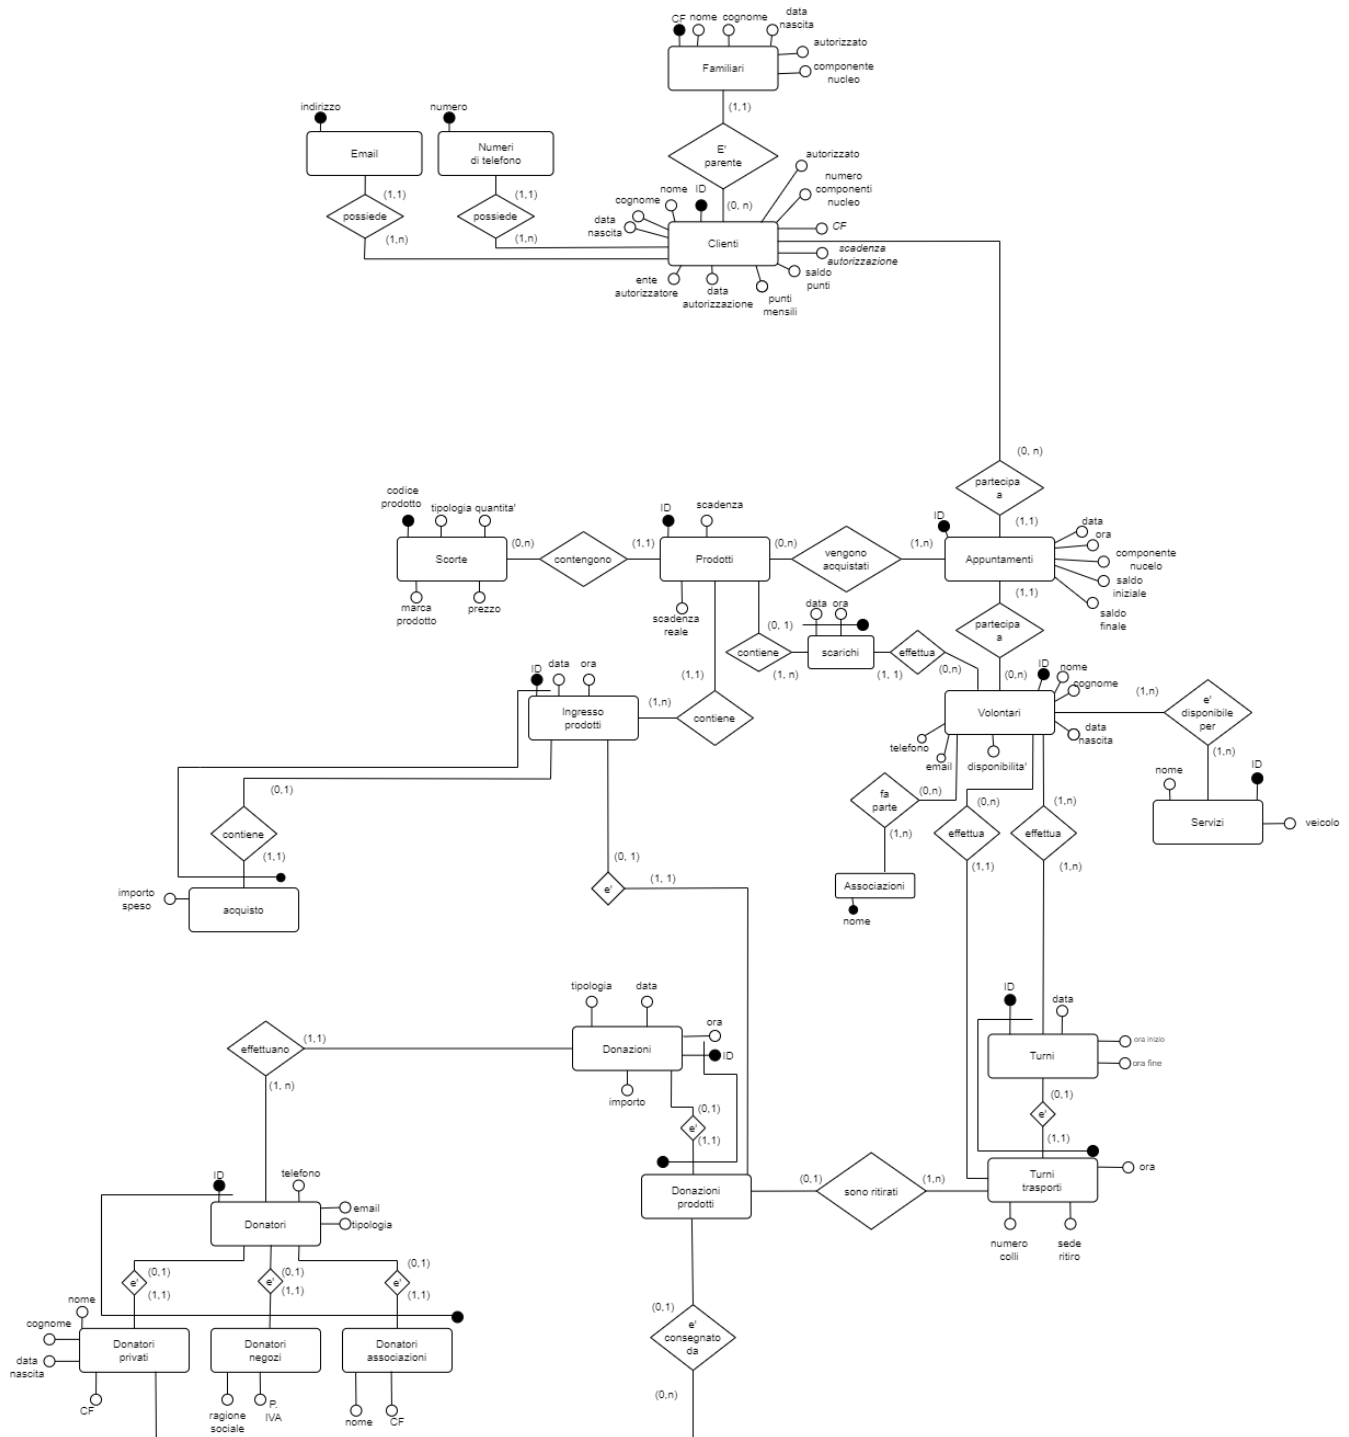 CF
nome
cognome
data
nascita
autorizzato
componente
nucleo
Familiari
(1,1)
indirizzo
numero
Email
Numeri
di telefono
E'
parente
autorizzato
numero
componenti
nucleo
(1,1)
(1,1)
possiede
possiede
(1,n)
(1,n)
nome
ID
cognome
data
nascita
(0, n)
Clienti
CF
scadenza
autorizzazione
saldo
punti
ente
autorizzatore
data
autorizzazione
punti
mensili
(0, n)
partecipa
a
(1,1)
codice
prodotto
tipologia
quantita'
Scorte
marca
prodotto
prezzo
(0,n)
contengono
(1,1)
ID
scadenza
Prodotti
scadenza
reale
(0,n)
vengono
acquistati
(1,n)
ID
Appuntamenti
data
ora
componente
nucelo
saldo
iniziale
saldo
finale
(1,1)
partecipa
a
(0,n)
data
ora
(0, 1)
contiene
(1, n)
scarichi
(1, 1)
effettua
(0,n)
ID
data
ora
Ingresso
prodotti
(1,n)
contiene
(1,1)
ID
nome
cognome
Volontari
data
nascita
telefono
email
disponibilita'
(1,n)
e'
disponibile
per
(1,n)
nome
ID
Servizi
veicolo
(0,1)
contiene
(1,1)
importo
speso
acquisto
fa
parte
(0,n)
(1,n)
Associazioni
nome
(0,n)
effettua
(1,1)
(1,n)
effettua
(1,n)
(0, 1)
e'
(1, 1)
tipologia
data
ora
Donazioni
ID
importo
effettuano
(1,1)
(1, n)
(0,1)
e'
(1,1)
ID
data
ora inizio
ora fine
Turni
(0,1)
e'
(1,1)
Turni
trasporti
ora
numero
colli
sede
ritiro
Donazioni
prodotti
(0,1)
sono ritirati
(1,n)
ID
telefono
email
tipologia
Donatori
(0,1)
e'
(1,1)
(0,1)
e'
(1,1)
(0,1)
e'
(1,1)
nome
cognome
data
nascita
Donatori
privati
CF
Donatori
negozi
ragione
sociale
P.
IVA
Donatori
associazioni
nome
CF
(0,1)
e'
consegnato
da
(0,n)